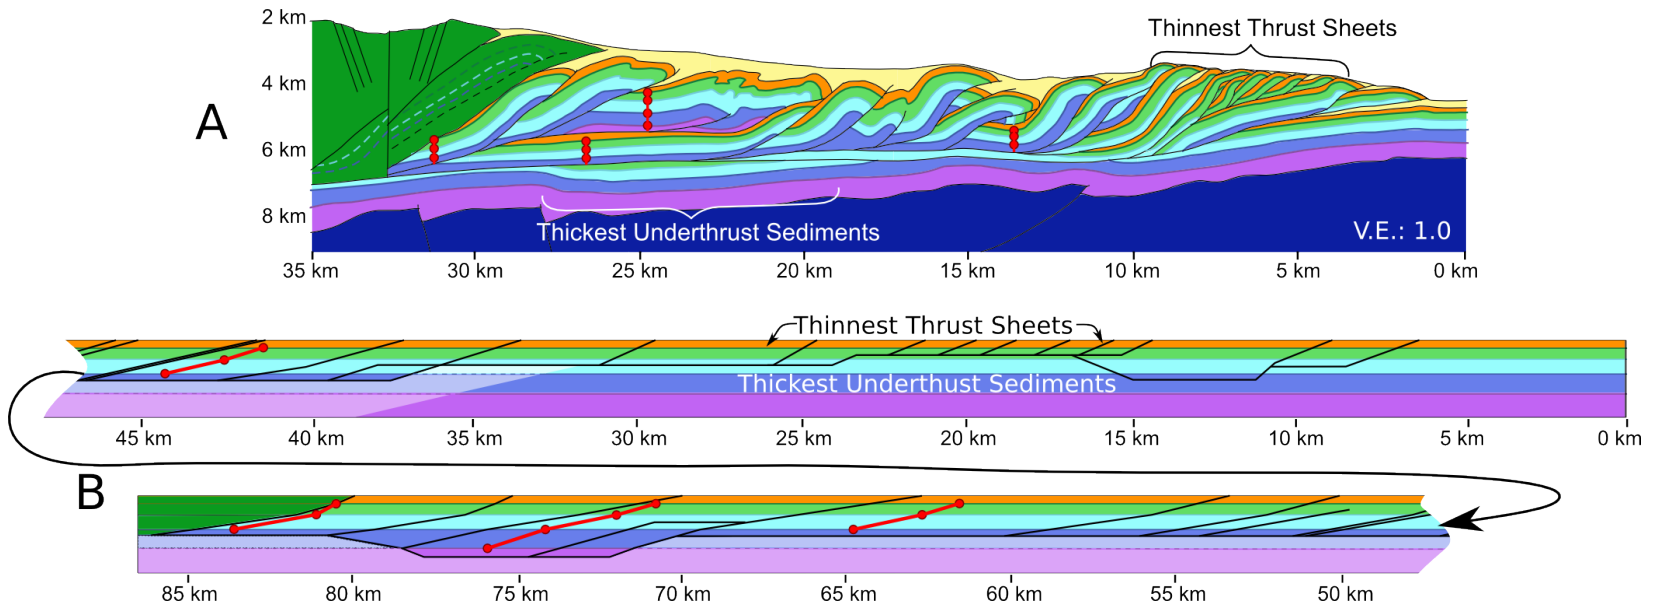 2 km
Thinnest Thrust Sheets
4 km
A
6 km
8 km
Thickest Underthrust Sediments
V.E.: 1.0
35 km 30 km 25 km 20 km 15 km 10 km 5 km 0 km
Thinnest Thrust Sheets
Thickest Underthust Sediments
45 km 40 km 35 km 30 km 25 km 20 km 15 km 10 km 5 km 0 km
B
85 km 80 km 75 km 70 km 65 km 60 km 55 km 50 km